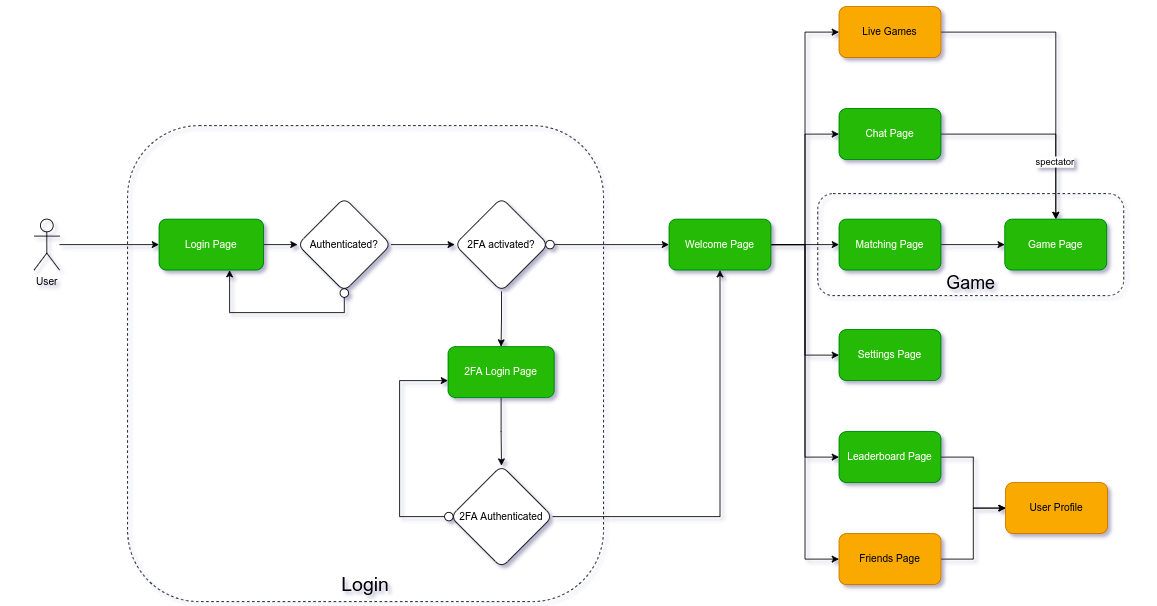 Live Games
Chat Page
spectator
User
Login Page
Authenticated?
2FA activated?
Welcome Page
Matching Page
Game Page
Game
Settings Page
2FA Login Page
Leaderboard Page
User Profile
2FA Authenticated
Friends Page
Login